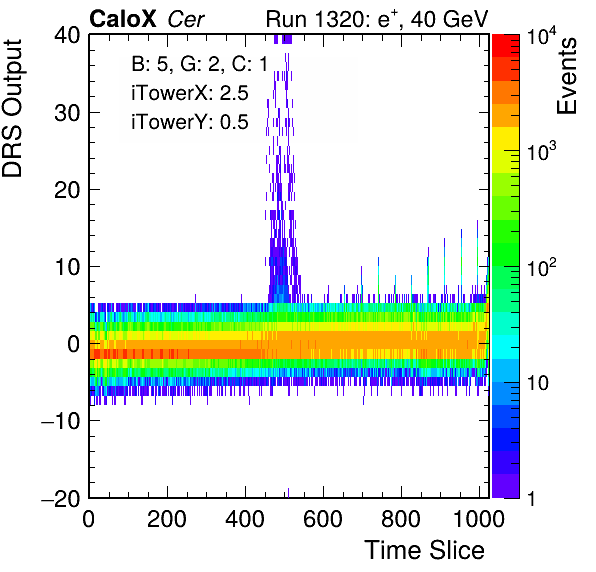 CaloX Cer Run 1320: e+, 40 GeV
DRS Output
B: 5, G: 2, C: 1
iTowerX: 2.5
iTowerY: 0.5
40
30
20
10
0
−10
−20
0 200 400 600 800 1000
Time Slice
Events
10^4
10^3
10^2
10
1